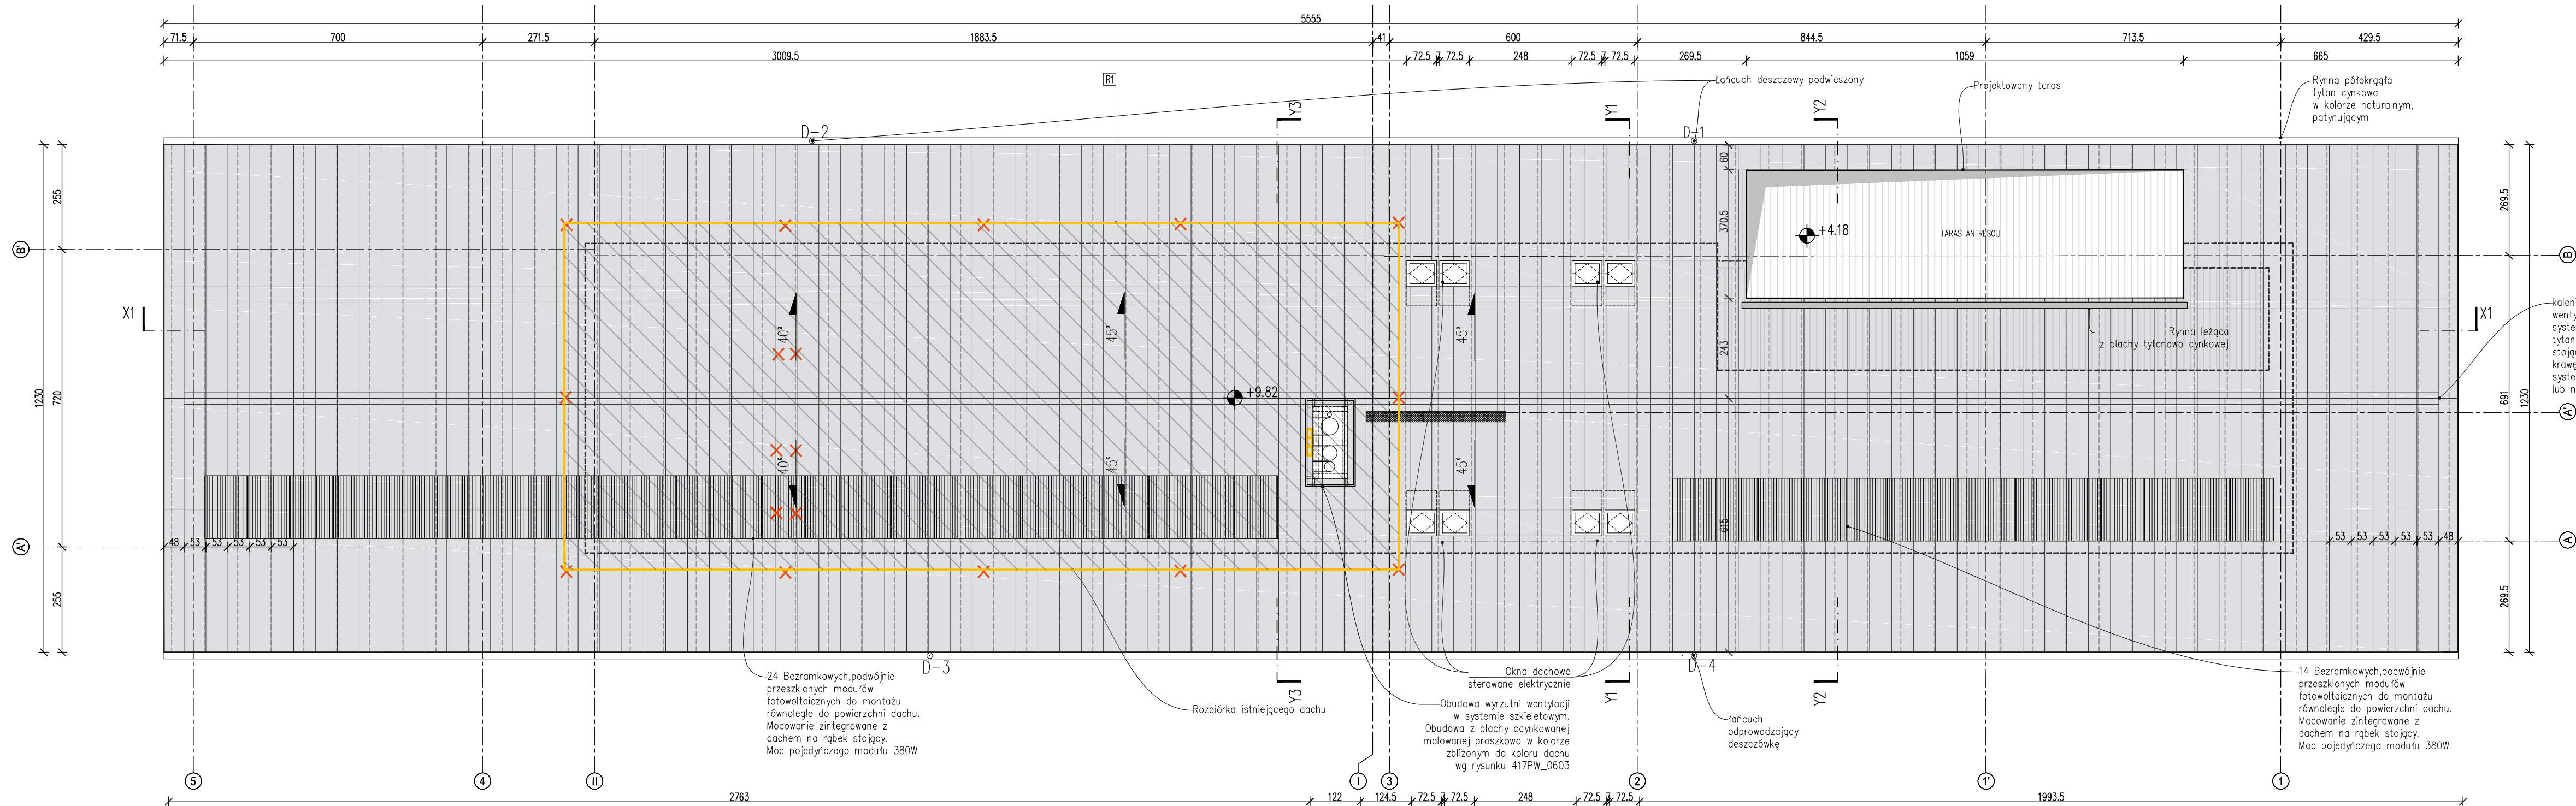 5555
71.5 700 271.5 1883.5 41 600 844.5 713.5 429.5
3009.5 72.5 7 72.5 248 72.5 7 72.5 269.5 1059 665
R1
Łańcuch deszczowy podwieszony
Projektowany taras
Rynna półokrągła
tytan cynkowa
w kolorze naturalnym,
patynującym
Y3
Y1
Y2
D-2
D-1
60
255
269.5
370.5
+4.18
TARAS ANTRESOLI
B'
B
X1
X1
40°
45°
45°
Rynna leżąca
z blachy tytanowo cynkowej
243
1230
720
+9.82
691
1230
A'
40°
45°
45°
615
48 53 53 53 53 53
53 53 53 53 53 48
A'
A
255
269.5
D-3
D-4
24 Bezramkowych,podwójnie
przeszklonych modułów
fotowoltaicznych do montażu
równolegle do powierzchni dachu.
Mocowanie zintegrowane z
dachem na rąbek stojący.
Moc pojedyńczego modułu 380W
Rozbiórka istniejącego dachu
Y3
Okna dachowe
sterowane elektrycznie
Obudowa wyrzutni wentylacji
w systemie szkieletowym.
Obudowa z blachy ocynkowanej
malowanej proszkowo w kolorze
zbliżonym do koloru dachu
wg rysunku 417PW_0603
Y1
łańcuch
odprowadzający
deszczówkę
Y2
14 Bezramkowych,podwójnie
przeszklonych modułów
fotowoltaicznych do montażu
równolegle do powierzchni dachu.
Mocowanie zintegrowane z
dachem na rąbek stojący.
Moc pojedyńczego modułu 380W
5 4 II I 3 2 1' 1
2763 122 124.5 72.5 7 72.5 248 72.5 7 72.5 1993.5